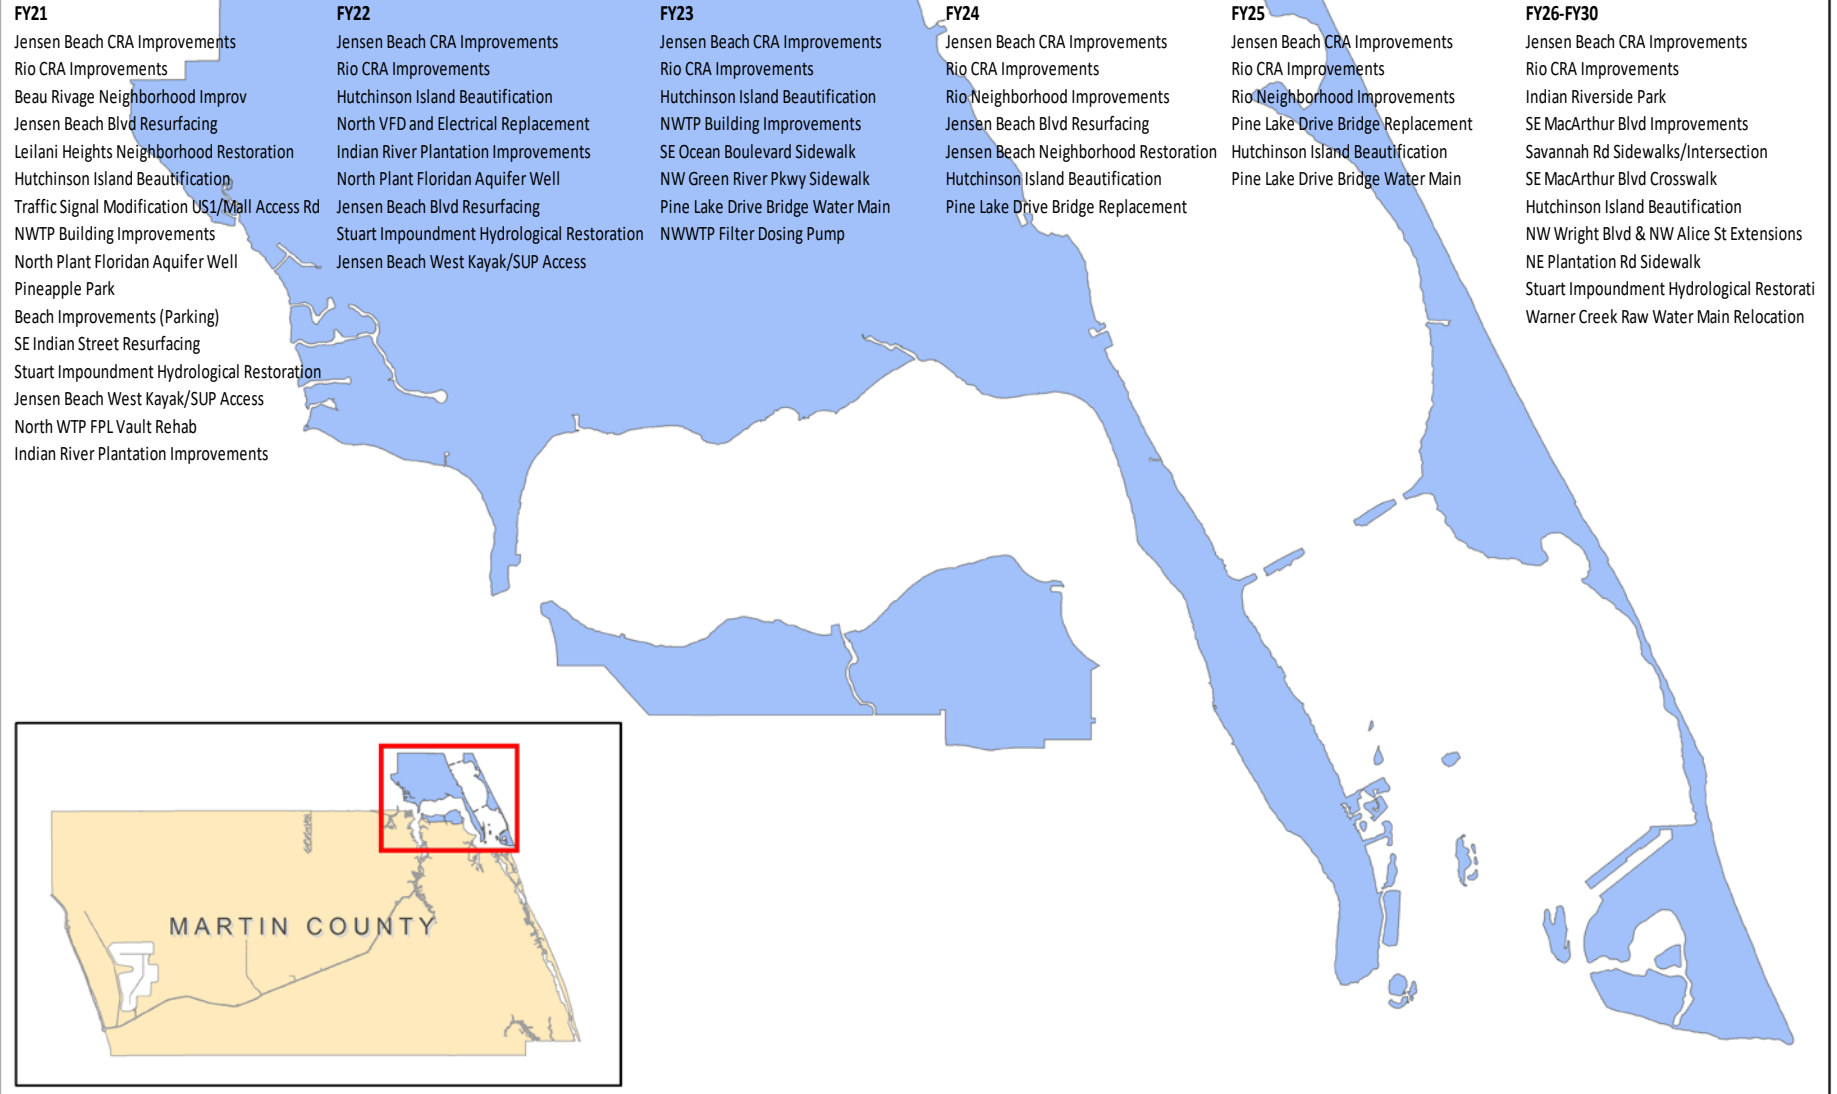 FY21
Jensen Beach CRA Improvements
Rio CRA Improvements
Beau Rivage Neighborhood Improv
Jensen Beach Blvd Resurfacing
Leilani Heights Neighborhood Restoration
Hutchinson Island Beautification
Traffic Signal Modification US1/Mall Access Rd
NWTP Building Improvements
North Plant Floridan Aquifer Well
Pineapple Park
Beach Improvements (Parking)
SE Indian Street Resurfacing
Stuart Impoundment Hydrological Restoration
Jensen Beach West Kayak/SUP Access
North WTP FPL Vault Rehab
Indian River Plantation Improvements
FY22
Jensen Beach CRA Improvements
Rio CRA Improvements
Hutchinson Island Beautification
North VFD and Electrical Replacement
Indian River Plantation Improvements
North Plant Floridan Aquifer Well
Jensen Beach Blvd Resurfacing
Stuart Impoundment Hydrological Restoration
Jensen Beach West Kayak/SUP Access
FY23
Jensen Beach CRA Improvements
Rio CRA Improvements
Hutchinson Island Beautification
NWTP Building Improvements
SE Ocean Boulevard Sidewalk
NW Green River Pkwy Sidewalk
Pine Lake Drive Bridge Water Main
NWWTP Filter Dosing Pump
FY24
Jensen Beach CRA Improvements
Rio CRA Improvements
Rio Neighborhood Improvements
Jensen Beach Blvd Resurfacing
Jensen Beach Neighborhood Restoration
Hutchinson Island Beautification
Pine Lake Drive Bridge Replacement
FY25
Jensen Beach CRA Improvements
Rio CRA Improvements
Rio Neighborhood Improvements
Pine Lake Drive Bridge Replacement
Hutchinson Island Beautification
Pine Lake Drive Bridge Water Main
FY26-FY30
Jensen Beach CRA Improvements
Rio CRA Improvements
Indian Riverside Park
SE MacArthur Blvd Improvements
Savannah Rd Sidewalks/Intersection
SE MacArthur Blvd Crosswalk
Hutchinson Island Beautification
NW Wright Blvd & NW Alice St Extensions
NE Plantation Rd Sidewalk
Stuart Impoundment Hydrological Restorati
Warner Creek Raw Water Main Relocation
MARTIN COUNTY